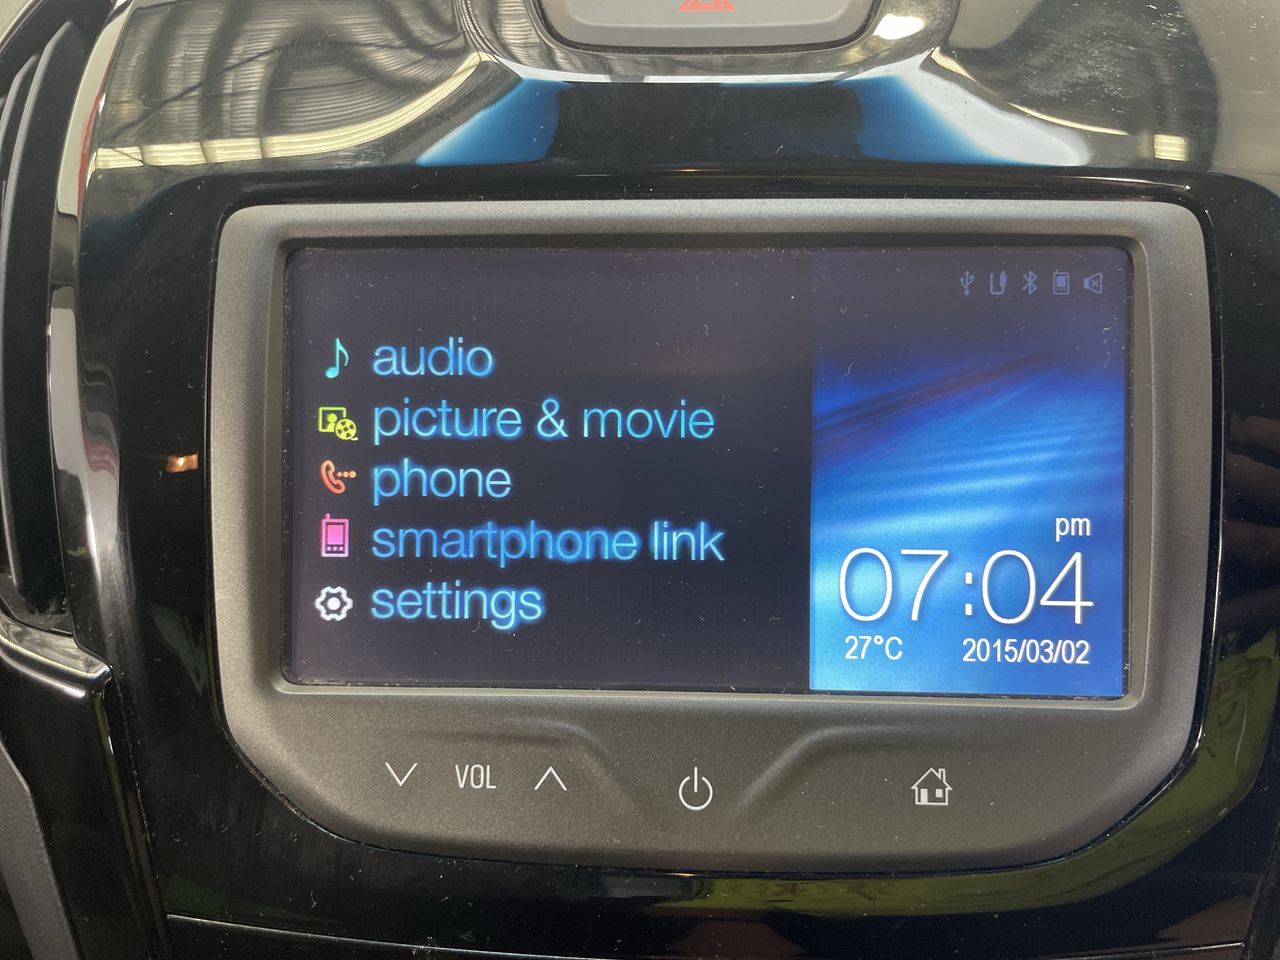 audio
picture & movie
phone
smartphone link
settings
pm
07:04
27°C 2015/03/02
VOL